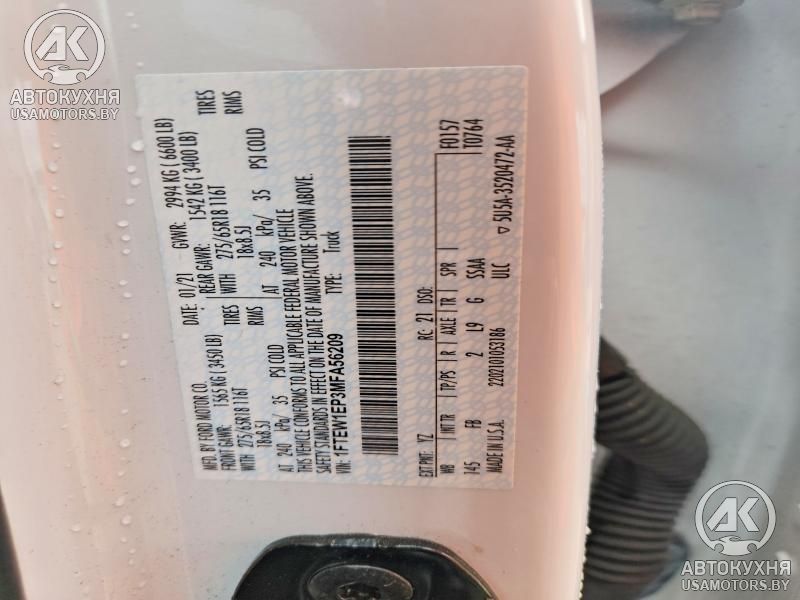 АК
АВТОКУХНЯ
USAMOTORS.BY
MFD. BY FORD MOTOR CO.
DATE: 01/21 GVWR: 2994 KG ( 6600 LB)
FRONT GAWR: 1565 KG ( 3450 LB) REAR GAWR: 1542 KG ( 3400 LB)
WITH 275/65R18 116T TIRES WITH 275/65R18 116T TIRES
18x8.5J RIMS 18x8.5J RIMS
AT 240 kPa/ 35 PSI COLD AT 240 kPa/ 35 PSI COLD
THIS VEHICLE CONFORMS TO ALL APPLICABLE FEDERAL MOTOR VEHICLE
SAFETY STANDARDS IN EFFECT ON THE DATE OF MANUFACTURE SHOWN ABOVE.
VIN: 1FTEW1EP3MFA56209 TYPE: Truck
F0157
T0764
EXT PNT: YZ RC: 21 DSO:
WB INT TR TP/PS R AXLE TR SPR
145 FB 2 L9 G SSAA
ULC
MADE IN U.S.A. 2202101053186
5U5A-3520472-AA
АК
АВТОКУХНЯ
USAMOTORS.BY